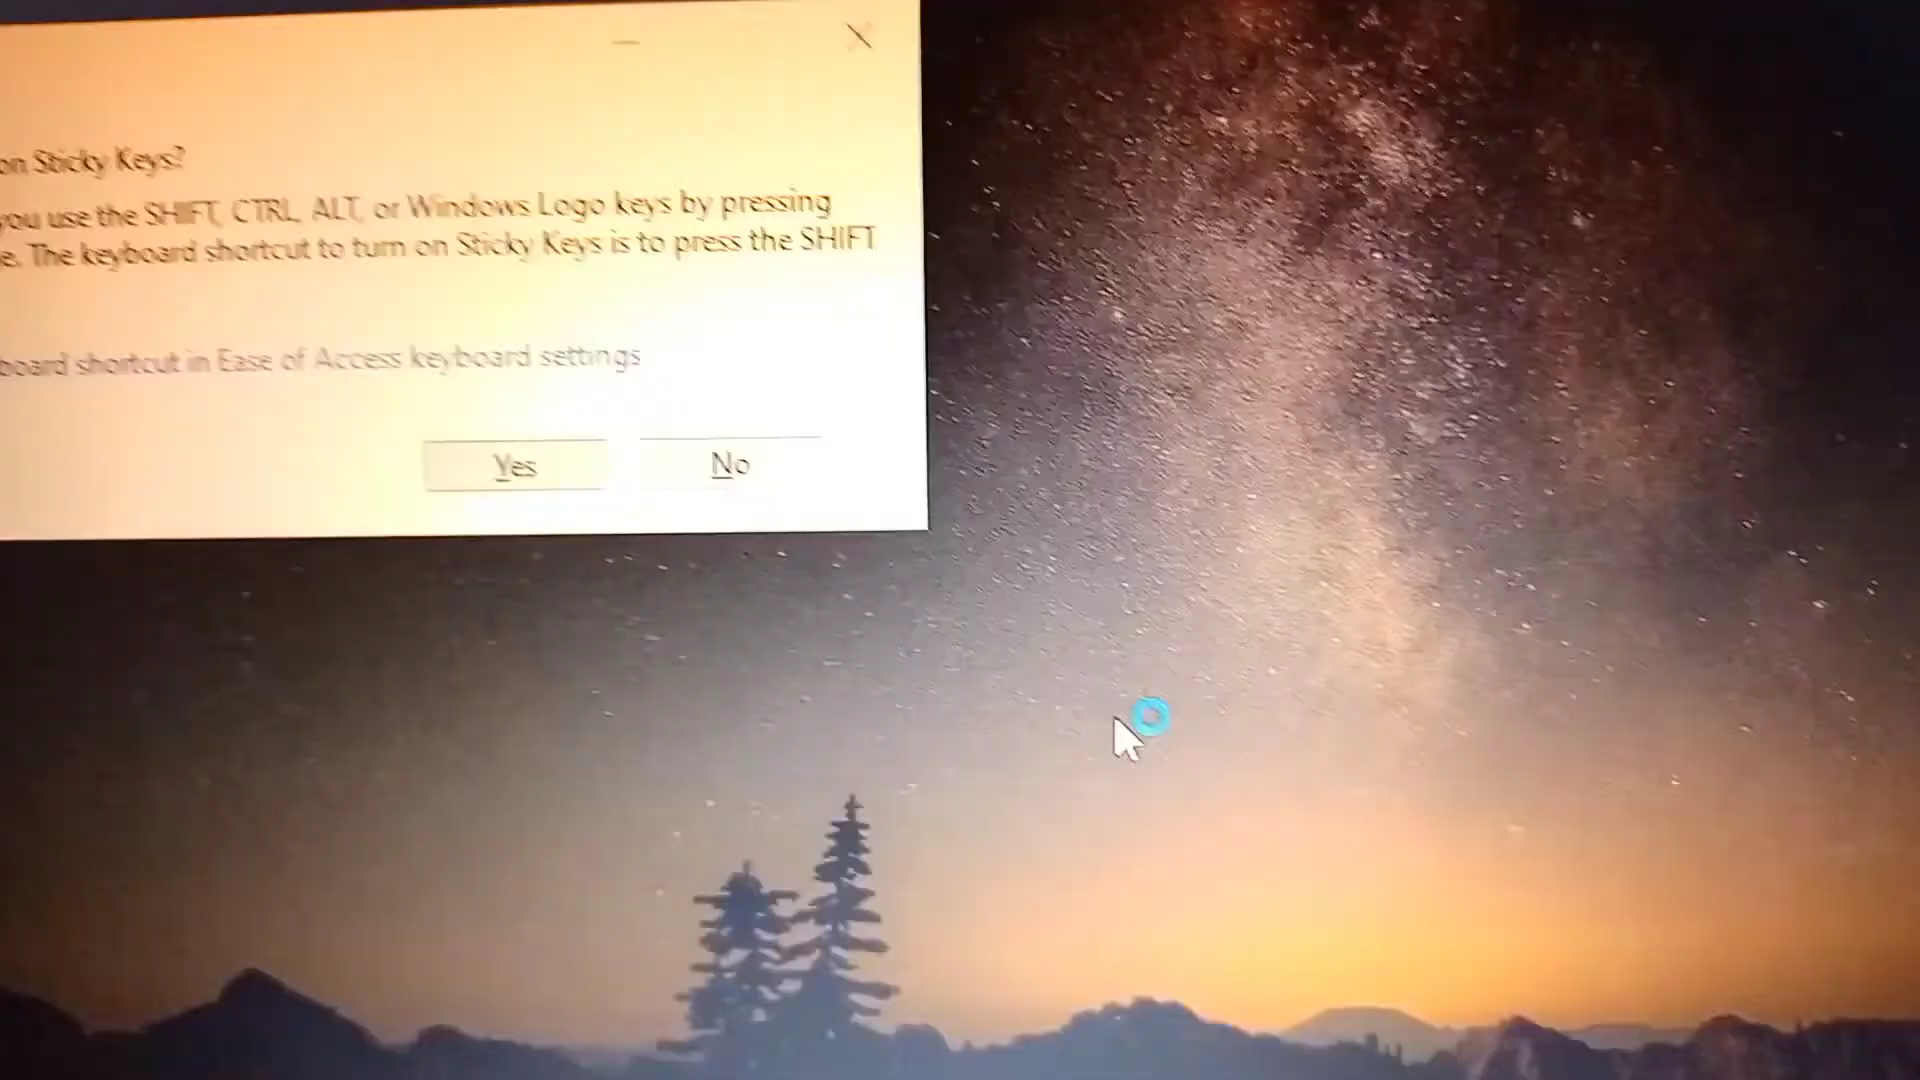 on Sticky Keys?
you use the SHIFT, CTRL, ALT, or Windows Logo keys by pressing
e. The keyboard shortcut to turn on Sticky Keys is to press the SHIFT
board shortcut in Ease of Access keyboard settings
Yes No